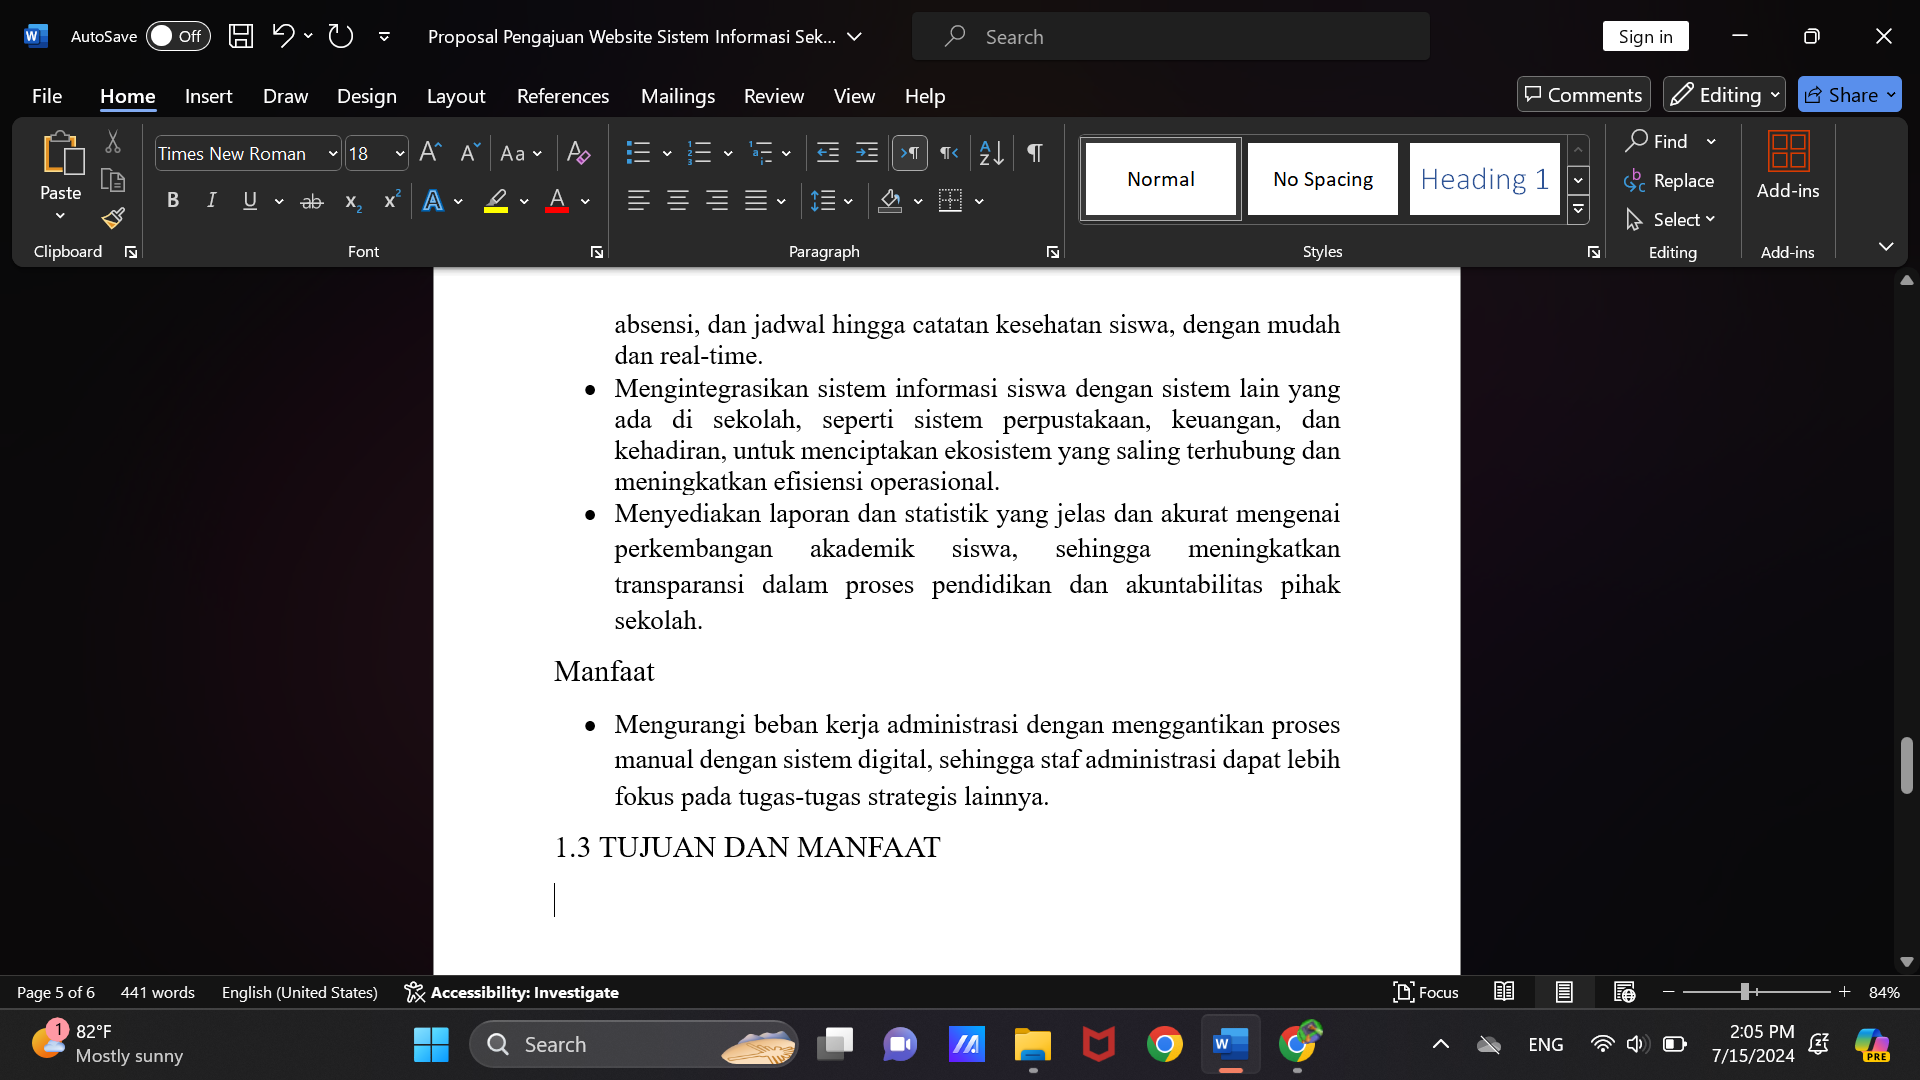 AutoSave Off Proposal Pengajuan Website Sistem Informasi Sek... Search Sign in
File Home Insert Draw Design Layout References Mailings Review View Help Comments Editing Share
Paste Times New Roman 18 Aa Normal No Spacing Heading 1 Find Replace Select Add-ins
B I U ab x2 x2 A A
Clipboard Font Paragraph Styles Editing Add-ins
absensi, dan jadwal hingga catatan kesehatan siswa, dengan mudah
dan real-time.
● Mengintegrasikan sistem informasi siswa dengan sistem lain yang
ada di sekolah, seperti sistem perpustakaan, keuangan, dan
kehadiran, untuk menciptakan ekosistem yang saling terhubung dan
meningkatkan efisiensi operasional.
● Menyediakan laporan dan statistik yang jelas dan akurat mengenai
perkembangan akademik siswa, sehingga meningkatkan
transparansi dalam proses pendidikan dan akuntabilitas pihak
sekolah.
Manfaat
● Mengurangi beban kerja administrasi dengan menggantikan proses
manual dengan sistem digital, sehingga staf administrasi dapat lebih
fokus pada tugas-tugas strategis lainnya.
1.3 TUJUAN DAN MANFAAT
Page 5 of 6 441 words English (United States) Accessibility: Investigate Focus 84%
1 82°F Search ENG 2:05 PM
Mostly sunny 7/15/2024 PRE